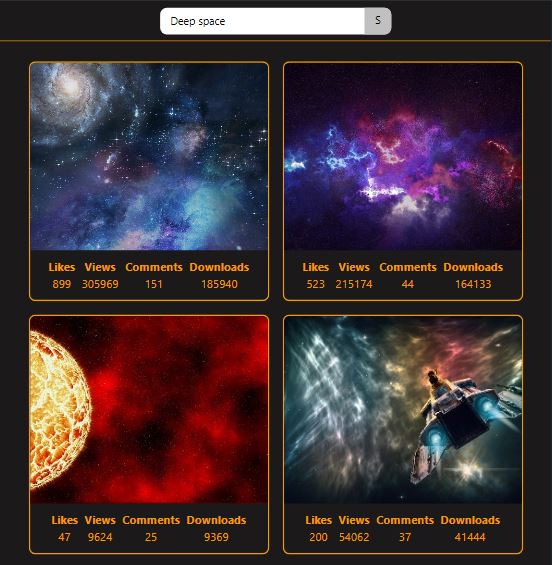 Deep space S
Likes Views Comments Downloads
899 305969 151 185940
Likes Views Comments Downloads
523 215174 44 164133
Likes Views Comments Downloads
47 9624 25 9369
Likes Views Comments Downloads
200 54062 37 41444